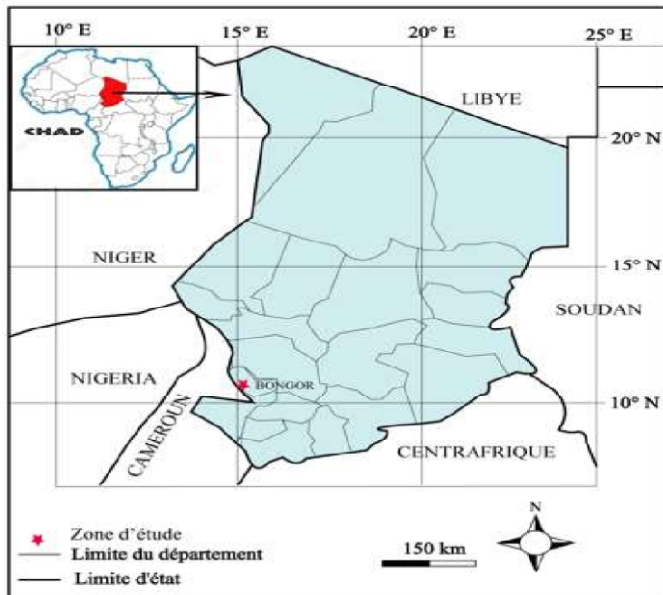 10° E
15° E
20° E
25° E
LIBYE
CHAD
20° N
NIGER
15° N
SOUDAN
NIGERIA
BONGOR
10° N
CAMEROUN
CENTRAFRIQUE
N
Zone d'étude
Limite du département
150 km
Limite d'état